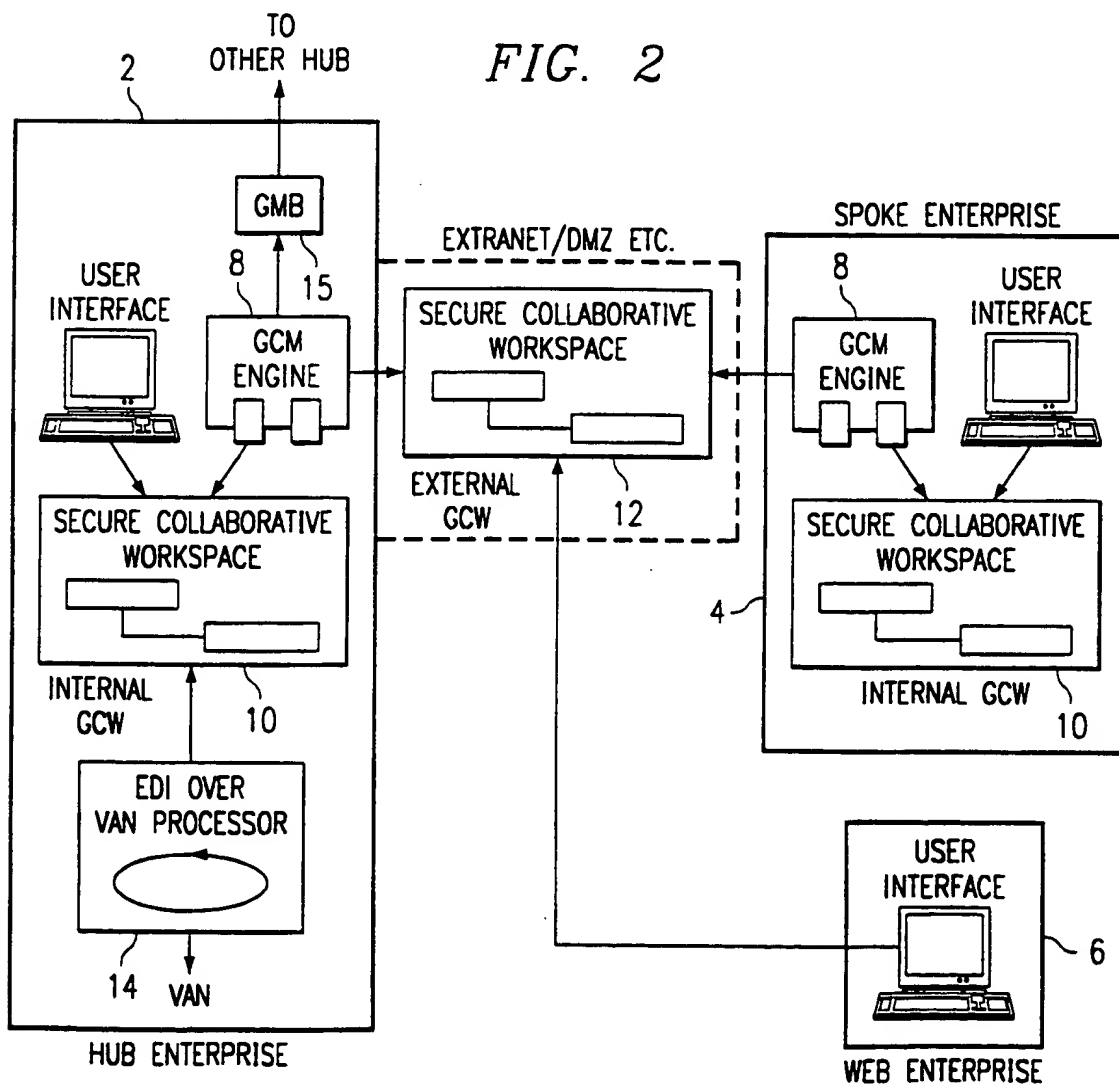 TO
OTHER HUB
FIG. 2
2
GMB
15
8
USER
INTERFACE
GCM
ENGINE
SECURE COLLABORATIVE
WORKSPACE
INTERNAL
GCW
10
EDI OVER
VAN PROCESSOR
14
VAN
HUB ENTERPRISE
EXTRANET/DMZ ETC.
SECURE COLLABORATIVE
WORKSPACE
EXTERNAL
GCW
12
SPOKE ENTERPRISE
8
GCM
ENGINE
USER
INTERFACE
SECURE COLLABORATIVE
WORKSPACE
4
INTERNAL GCW
10
USER
INTERFACE
6
WEB ENTERPRISE